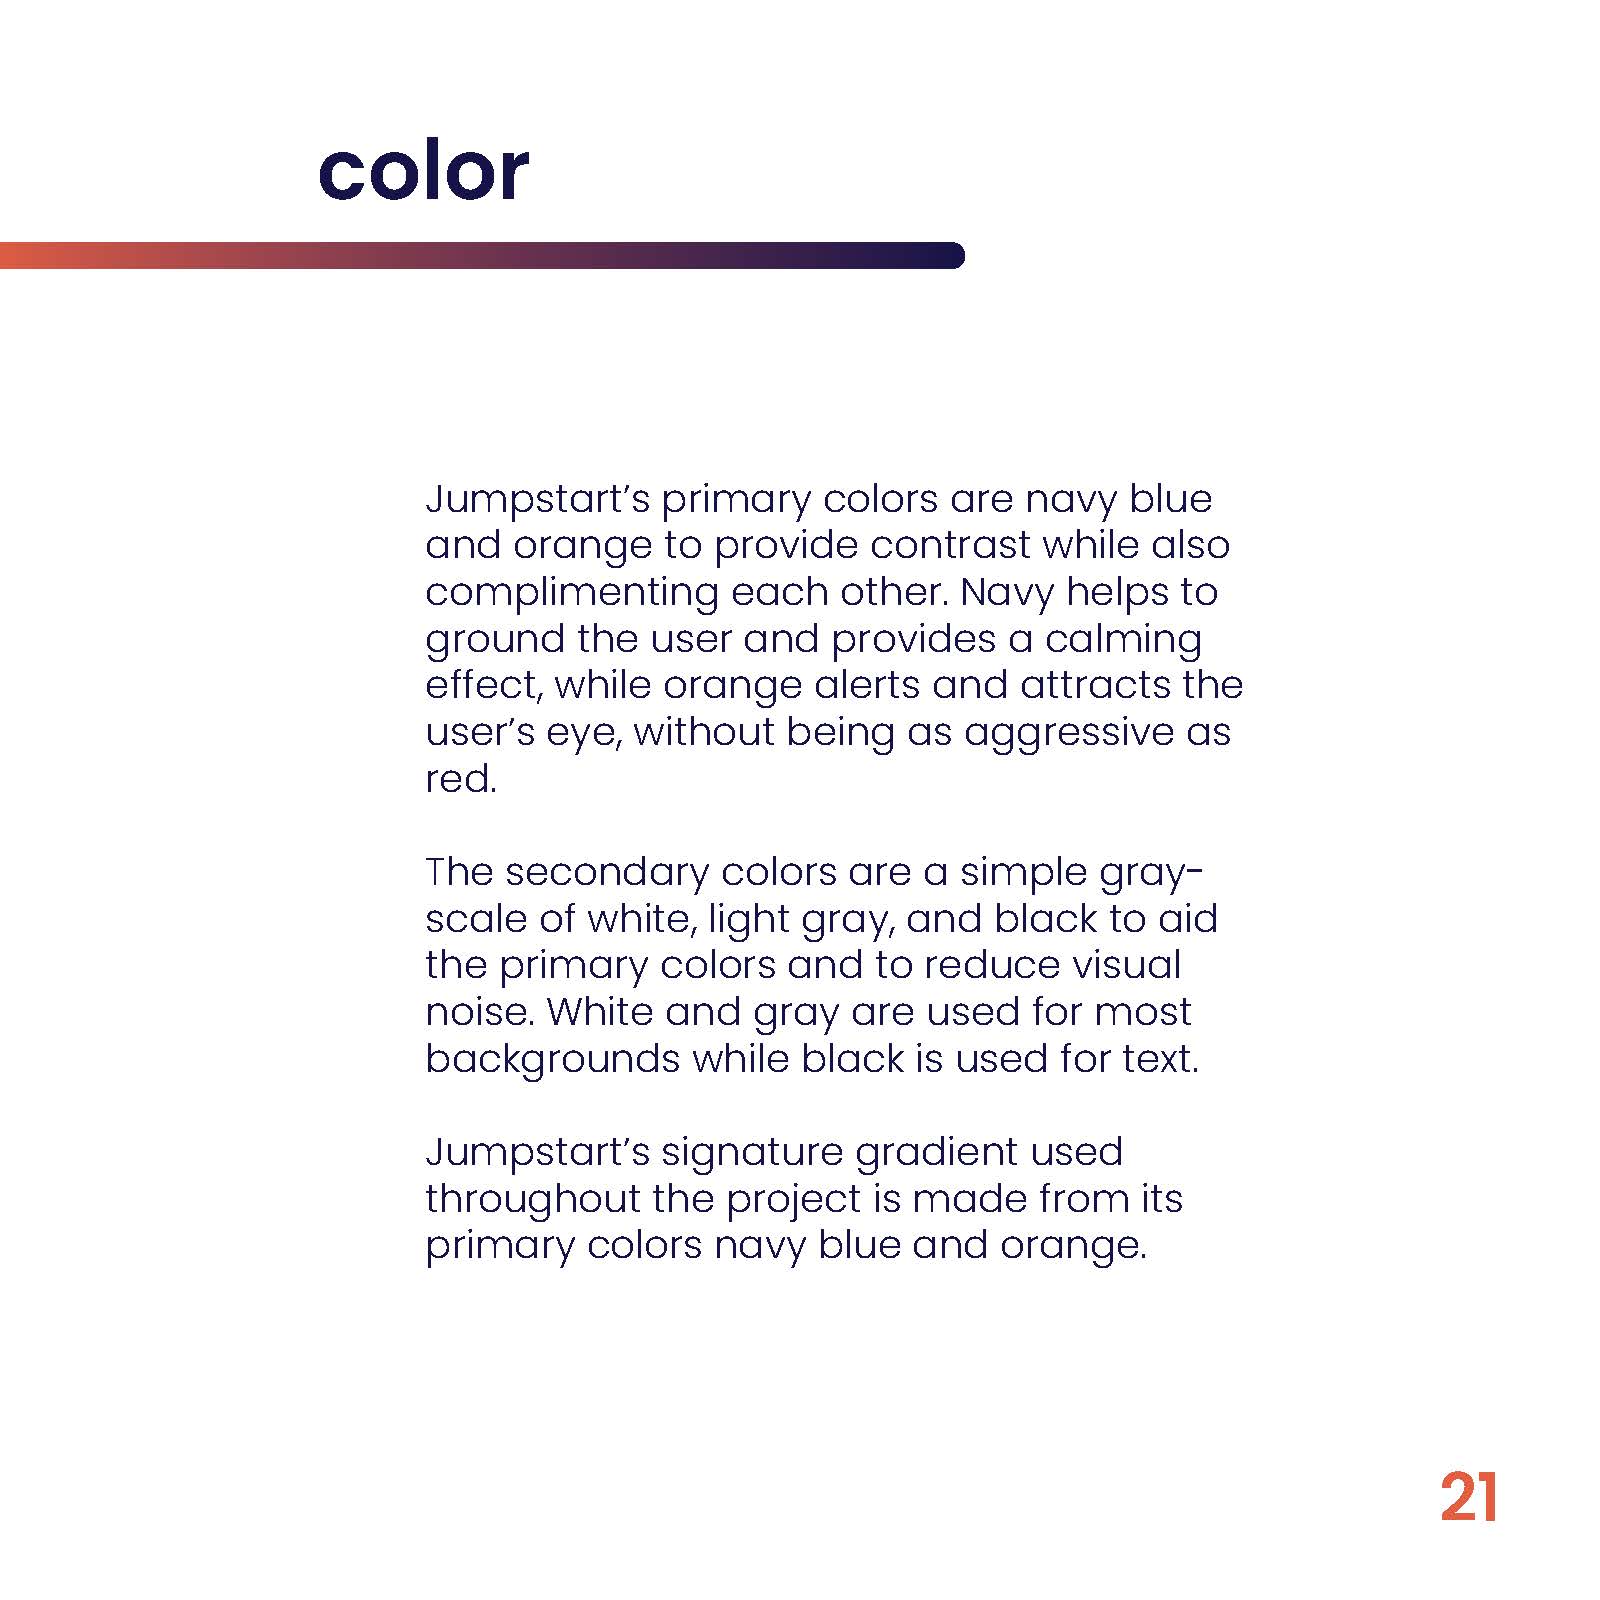 color
Jumpstart’s primary colors are navy blue
and orange to provide contrast while also
complimenting each other. Navy helps to
ground the user and provides a calming
effect, while orange alerts and attracts the
user’s eye, without being as aggressive as
red.
The secondary colors are a simple gray-
scale of white, light gray, and black to aid
the primary colors and to reduce visual
noise. White and gray are used for most
backgrounds while black is used for text.
Jumpstart’s signature gradient used
throughout the project is made from its
primary colors navy blue and orange.
21